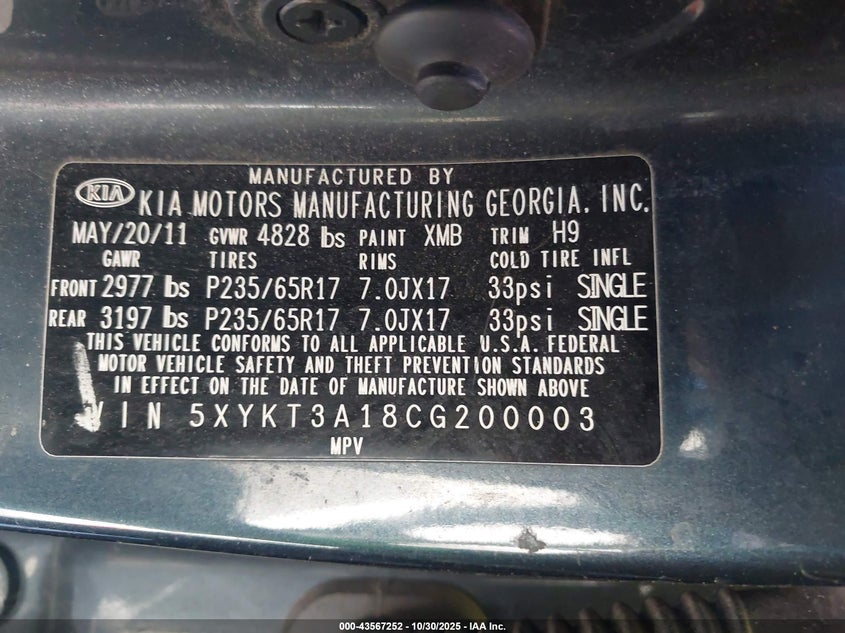 MANUFACTURED BY
KIA KIA MOTORS MANUFACTURING GEORGIA, INC.
MAY/20/11 GVWR 4828 lbs PAINT XMB TRIM H9
GAWR TIRES RIMS COLD TIRE INFL
FRONT 2977 lbs P235/65R17 7.0JX17 33psi SINGLE
REAR 3197 lbs P235/65R17 7.0JX17 33psi SINGLE
THIS VEHICLE CONFORMS TO ALL APPLICABLE U.S.A. FEDERAL
MOTOR VEHICLE SAFETY AND THEFT PREVENTION STANDARDS
IN EFFECT ON THE DATE OF MANUFACTURE SHOWN ABOVE
VIN 5XYKT3A18CG200003
MPV
000-43567252 | 10/30/2025 | IAA Inc.